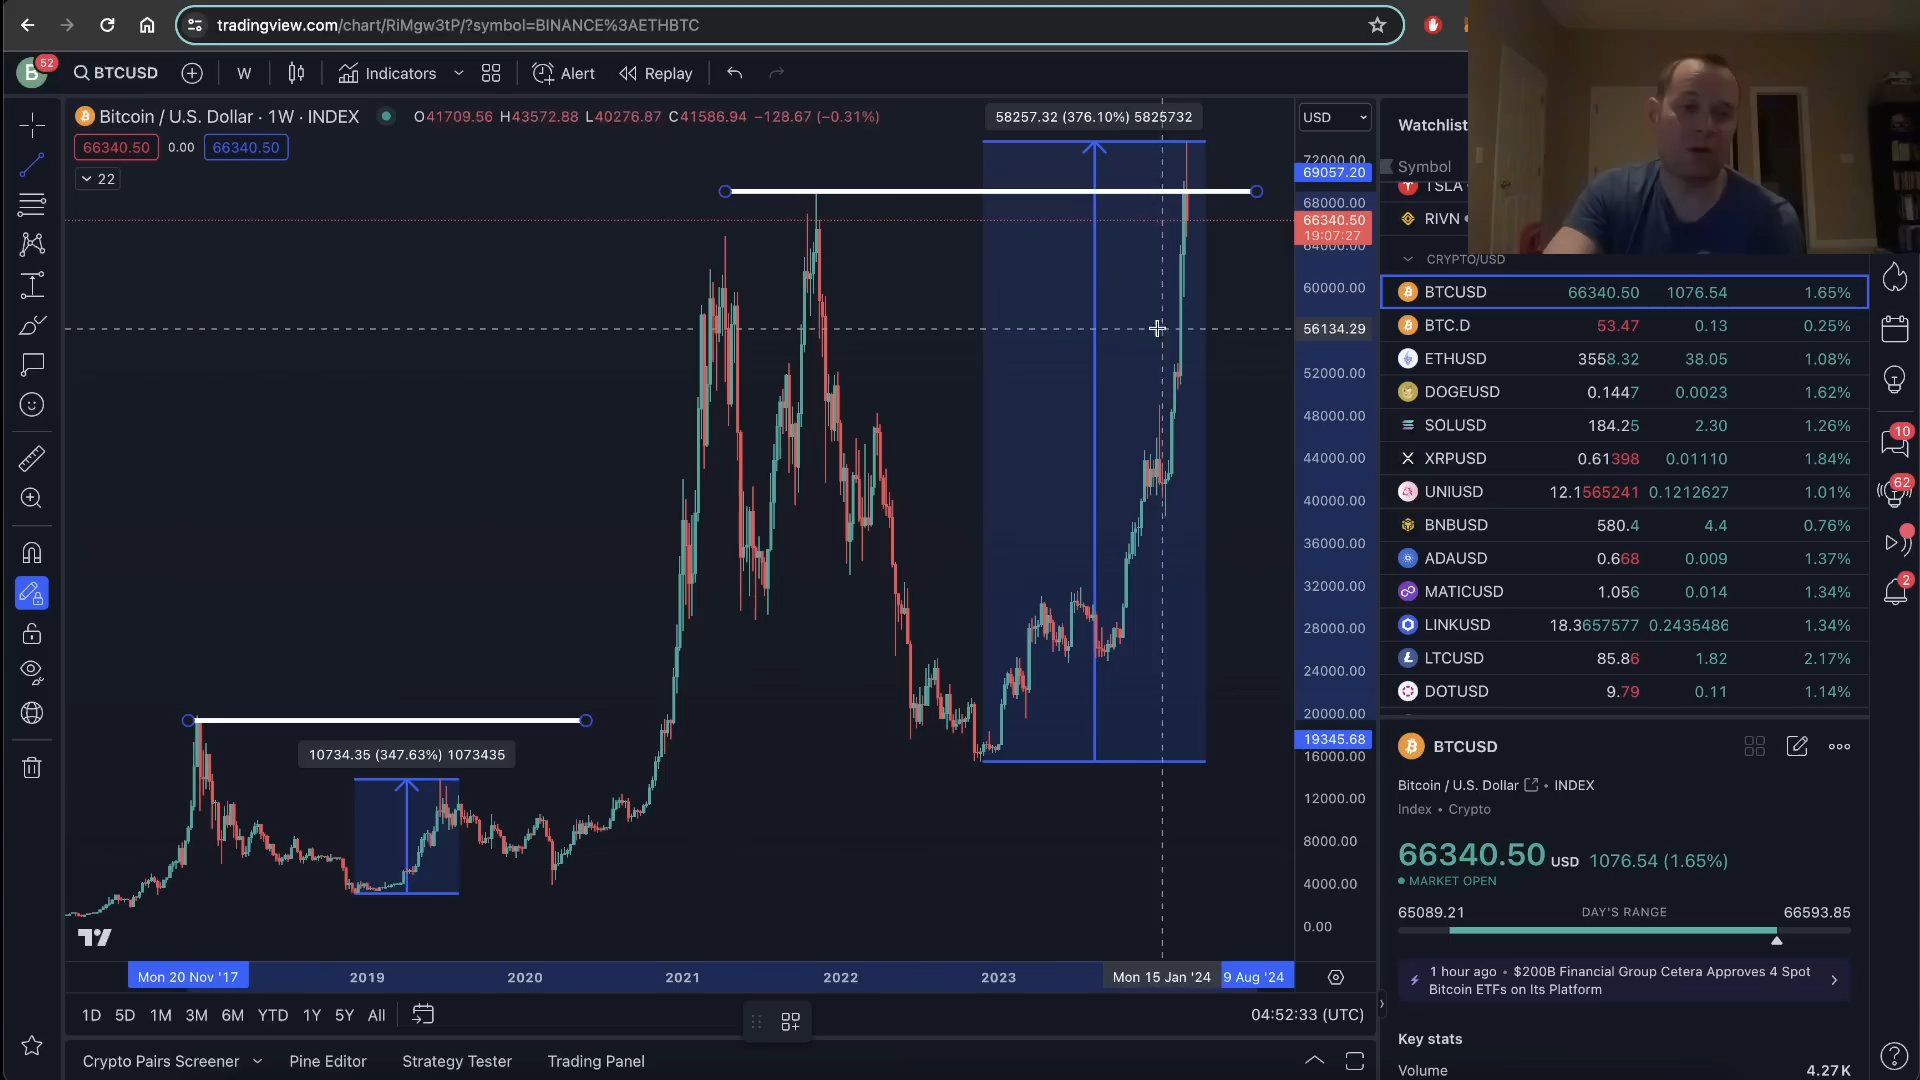 tradingview.com/chart/RiMgw3tP/?symbol=BINANCE%3AETHBTC
B 52 BTCUSD W Indicators Alert Replay
Bitcoin / U.S. Dollar · 1W · INDEX O41709.56 H43572.88 L40276.87 C41586.94 −128.67 (−0.31%)
66340.50 0.00 66340.50
22
58257.32 (376.10%) 5825732
10734.35 (347.63%) 1073435
USD
72000.00
69057.20
68000.00
66340.50
19:07:27
64000.00
60000.00
56134.29
52000.00
48000.00
44000.00
40000.00
36000.00
32000.00
28000.00
24000.00
20000.00
19345.68
16000.00
12000.00
8000.00
4000.00
0.00
Mon 20 Nov '17 2019 2020 2021 2022 2023 Mon 15 Jan '24 9 Aug '24
1D 5D 1M 3M 6M YTD 1Y 5Y All 04:52:33 (UTC)
Crypto Pairs Screener Pine Editor Strategy Tester Trading Panel
Watchlist
Symbol
TSLA
RIVN
CRYPTO/USD
BTCUSD 66340.50 1076.54 1.65%
BTC.D 53.47 0.13 0.25%
ETHUSD 3558.32 38.05 1.08%
DOGEUSD 0.1447 0.0023 1.62%
SOLUSD 184.25 2.30 1.26%
XRPUSD 0.61398 0.01110 1.84%
UNIUSD 12.1565241 0.1212627 1.01%
BNBUSD 580.4 4.4 0.76%
ADAUSD 0.668 0.009 1.37%
MATICUSD 1.056 0.014 1.34%
LINKUSD 18.3657577 0.2435486 1.34%
LTCUSD 85.86 1.82 2.17%
DOTUSD 9.79 0.11 1.14%
BTCUSD
Bitcoin / U.S. Dollar • INDEX
Index • Crypto
66340.50 USD 1076.54 (1.65%)
MARKET OPEN
65089.21 DAY'S RANGE 66593.85
1 hour ago • $200B Financial Group Cetera Approves 4 Spot
Bitcoin ETFs on Its Platform
Key stats
Volume 4.27K
10
62
2